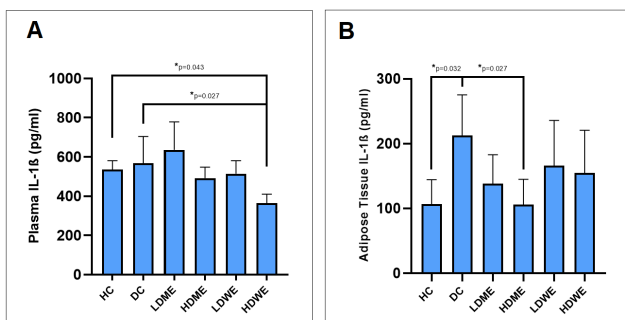 A
Plasma IL-1ß (pg/ml)
1000
800
600
400
200
0
*p=0.043
*p=0.027
HC
DC
LDME
HDME
LDWE
HDWE
B
Adipose Tissue IL-1ß (pg/ml)
300
200
100
0
*p=0.032
*p=0.027
HC
DC
LDME
HDME
LDWE
HDWE